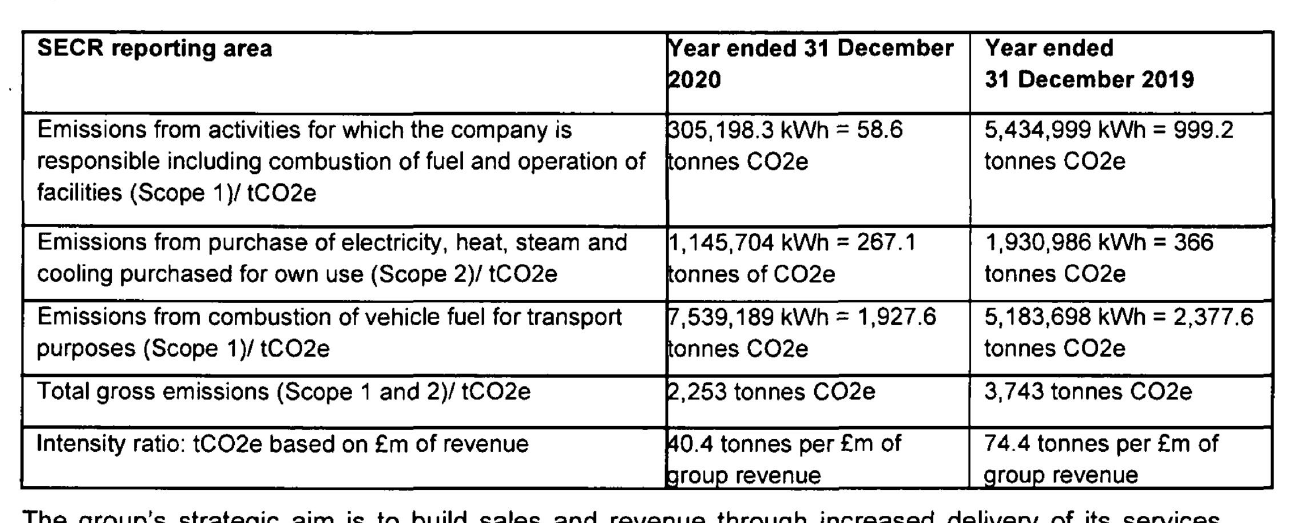 SECR reporting area
Year ended 31 December
2020
Year ended
31 December 2019
Emissions from activities for which the company is
responsible including combustion of fuel and operation of
facilities (Scope 1)/ tCO2e
305,198.3 kWh = 58.6
tonnes CO2e
5,434,999 kWh = 999.2
tonnes CO2e
Emissions from purchase of electricity, heat, steam and
cooling purchased for own use (Scope 2)/ tCO2e
1,145,704 kWh = 267.1
tonnes of CO2e
1,930,986 kWh = 366
tonnes CO2e
Emissions from combustion of vehicle fuel for transport
purposes (Scope 1)/ tCO2e
7,539,189 kWh = 1,927.6
tonnes CO2e
5,183,698 kWh = 2,377.6
tonnes CO2e
Total gross emissions (Scope 1 and 2)/ tCO2e
2,253 tonnes CO2e
3,743 tonnes CO2e
Intensity ratio: tCO2e based on £m of revenue
40.4 tonnes per £m of
group revenue
74.4 tonnes per £m of
group revenue
The group's strategic aim is to build sales and revenue through increased delivery of its services